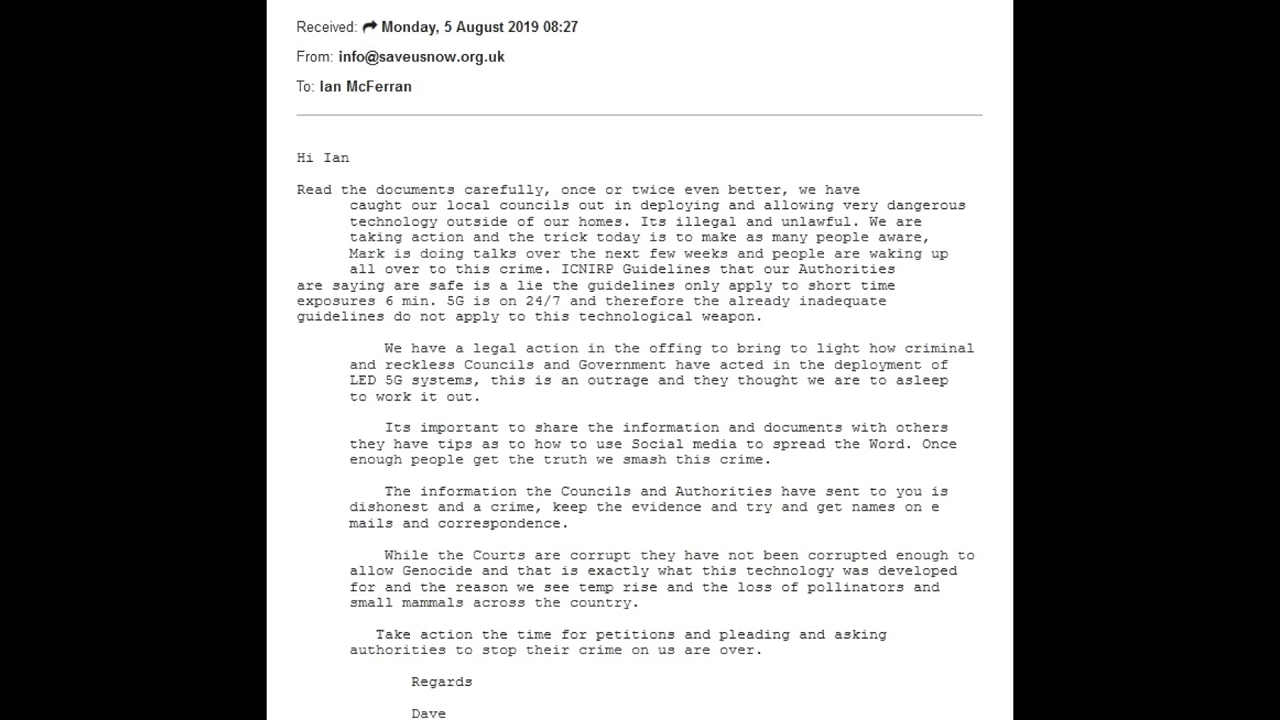 Received: Monday, 5 August 2019 08:27
From: info@saveusnow.org.uk
To: Ian McFerran
Hi Ian
Read the documents carefully, once or twice even better, we have
caught our local councils out in deploying and allowing very dangerous
technology outside of our homes. Its illegal and unlawful. We are
taking action and the trick today is to make as many people aware,
Mark is doing talks over the next few weeks and people are waking up
all over to this crime. ICNIRP Guidelines that our Authorities
are saying are safe is a lie the guidelines only apply to short time
exposures 6 min. 5G is on 24/7 and therefore the already inadequate
guidelines do not apply to this technological weapon.
We have a legal action in the offing to bring to light how criminal
and reckless Councils and Government have acted in the deployment of
LED 5G systems, this is an outrage and they thought we are to asleep
to work it out.
Its important to share the information and documents with others
they have tips as to how to use Social media to spread the Word. Once
enough people get the truth we smash this crime.
The information the Councils and Authorities have sent to you is
dishonest and a crime, keep the evidence and try and get names on e
mails and correspondence.
While the Courts are corrupt they have not been corrupted enough to
allow Genocide and that is exactly what this technology was developed
for and the reason we see temp rise and the loss of pollinators and
small mammals across the country.
Take action the time for petitions and pleading and asking
authorities to stop their crime on us are over.
Regards
Dave